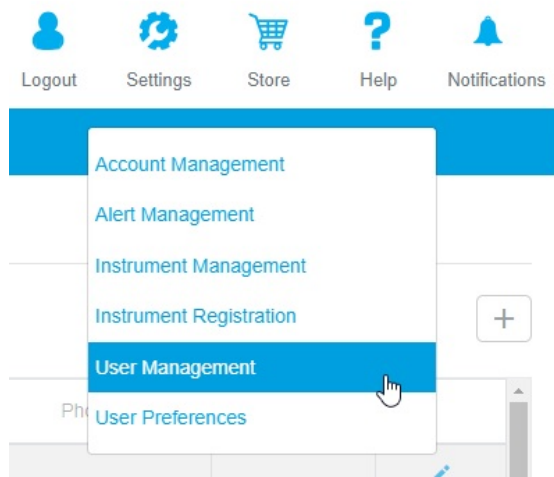 Logout Settings Store Help Notifications
Account Management
Alert Management
Instrument Management
Instrument Registration
User Management
User Preferences